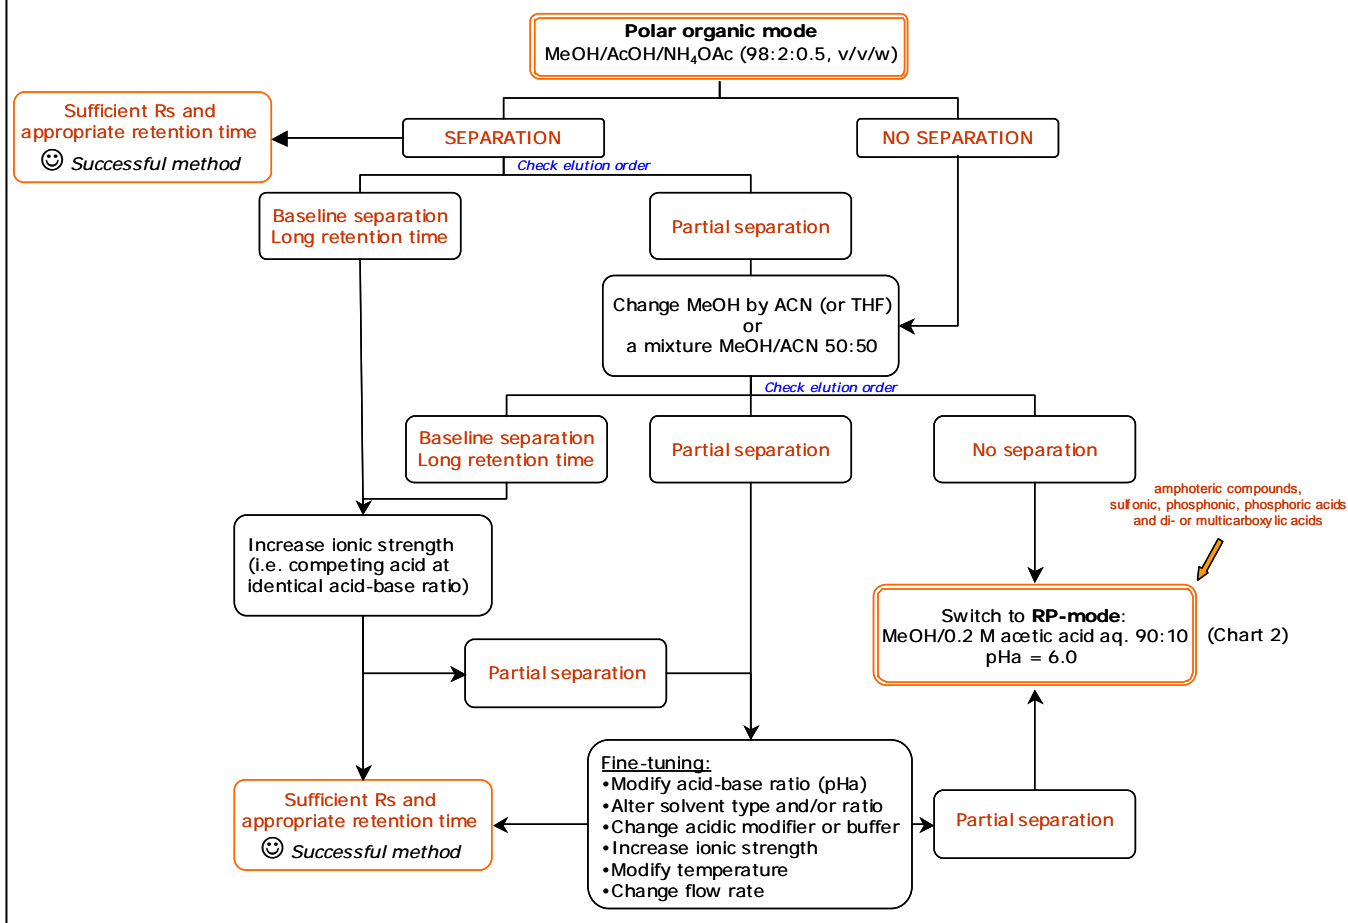 Polar organic mode
MeOH/AcOH/NH₄OAc (98:2:0.5, v/v/w)
Sufficient Rs and
appropriate retention time
☺ Successful method
SEPARATION
NO SEPARATION
Check elution order
Baseline separation
Long retention time
Partial separation
Change MeOH by ACN (or THF)
or
a mixture MeOH/ACN 50:50
Check elution order
Baseline separation
Long retention time
Partial separation
No separation
amphoteric compounds,
sulfonic, phosphonic, phosphoric acids
and di- or multicarboxylic acids
Increase ionic strength
(i.e. competing acid at
identical acid-base ratio)
Switch to RP-mode:
MeOH/0.2 M acetic acid aq. 90:10
pHa = 6.0
(Chart 2)
Partial separation
Fine-tuning:
•Modify acid-base ratio (pHa)
•Alter solvent type and/or ratio
•Change acidic modifier or buffer
•Increase ionic strength
•Modify temperature
•Change flow rate
Sufficient Rs and
appropriate retention time
☺ Successful method
Partial separation